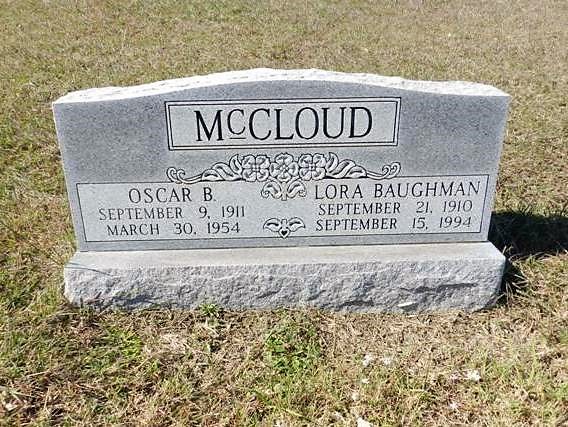 McCLOUD
OSCAR B.
SEPTEMBER 9, 1911
MARCH 30, 1954
LORA BAUGHMAN
SEPTEMBER 21, 1910
SEPTEMBER 15, 1994